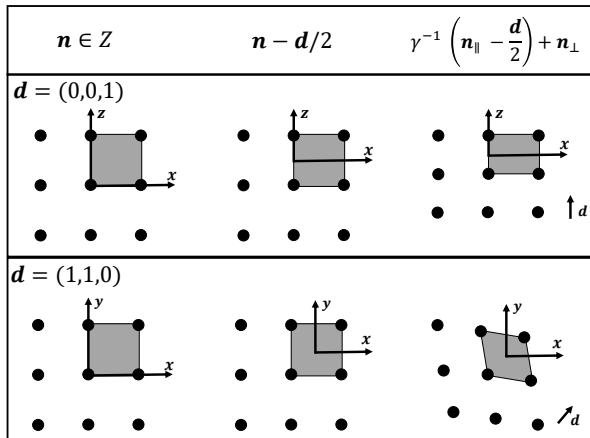 n ∈ Z
n − d/2
γ⁻¹ (n∥ − d/2) + n⊥
d = (0,0,1)
z
x
z
x
z
x
d
d = (1,1,0)
y
x
y
x
y
x
d